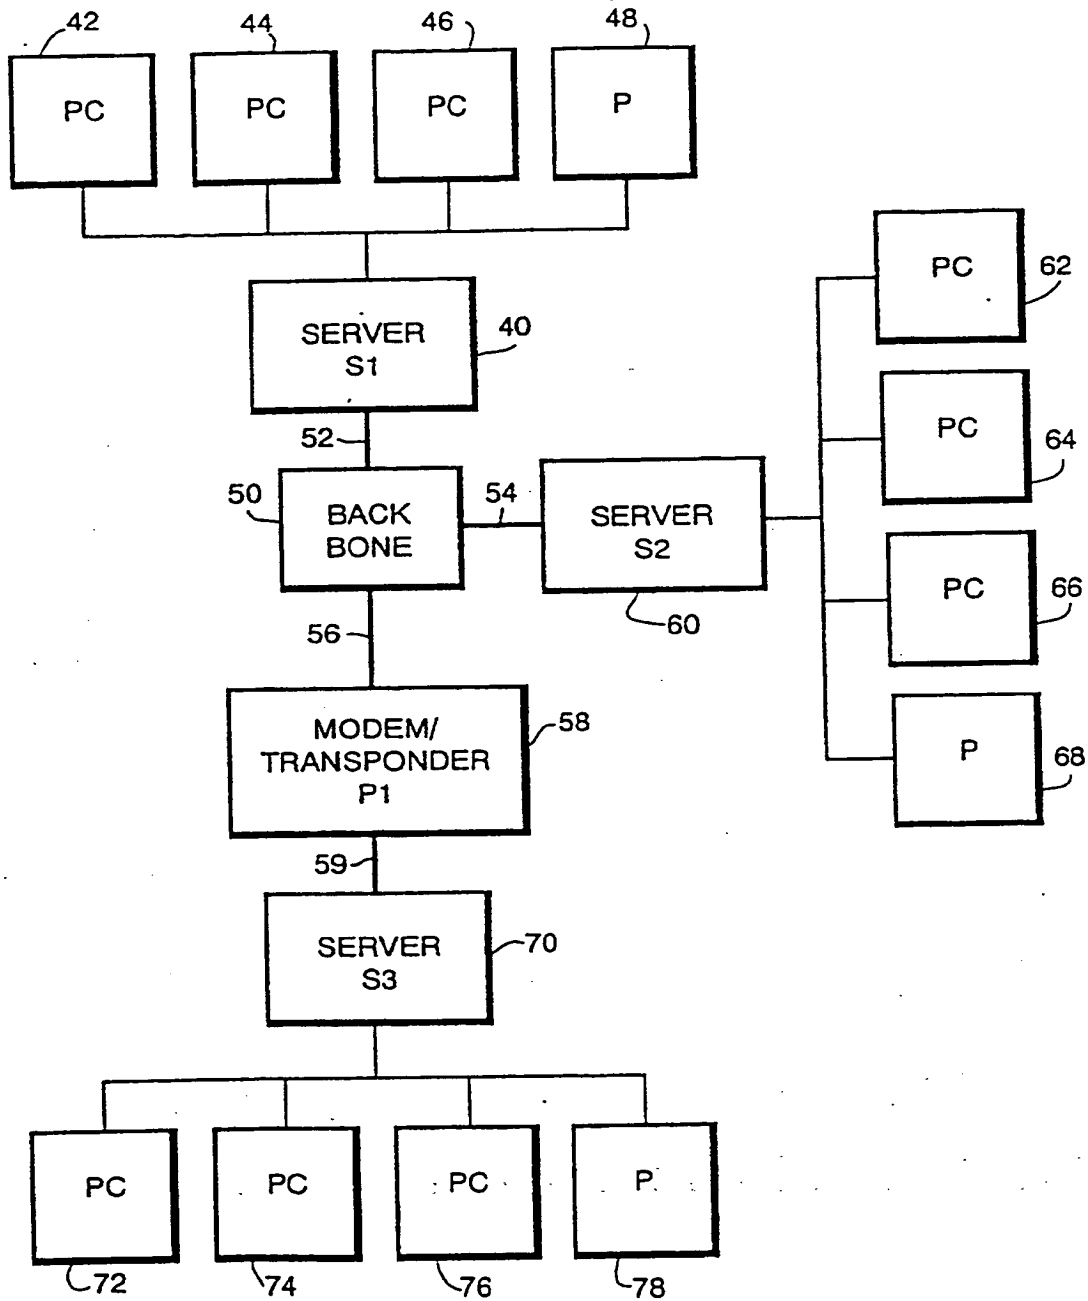 42
44
46
48
PC
PC
PC
P
SERVER
S1
40
52
50
BACK
BONE
54
SERVER
S2
60
PC
62
PC
64
PC
66
P
68
56
MODEM/
TRANSPONDER
P1
58
59
SERVER
S3
70
PC
PC
PC
P
72
74
76
78